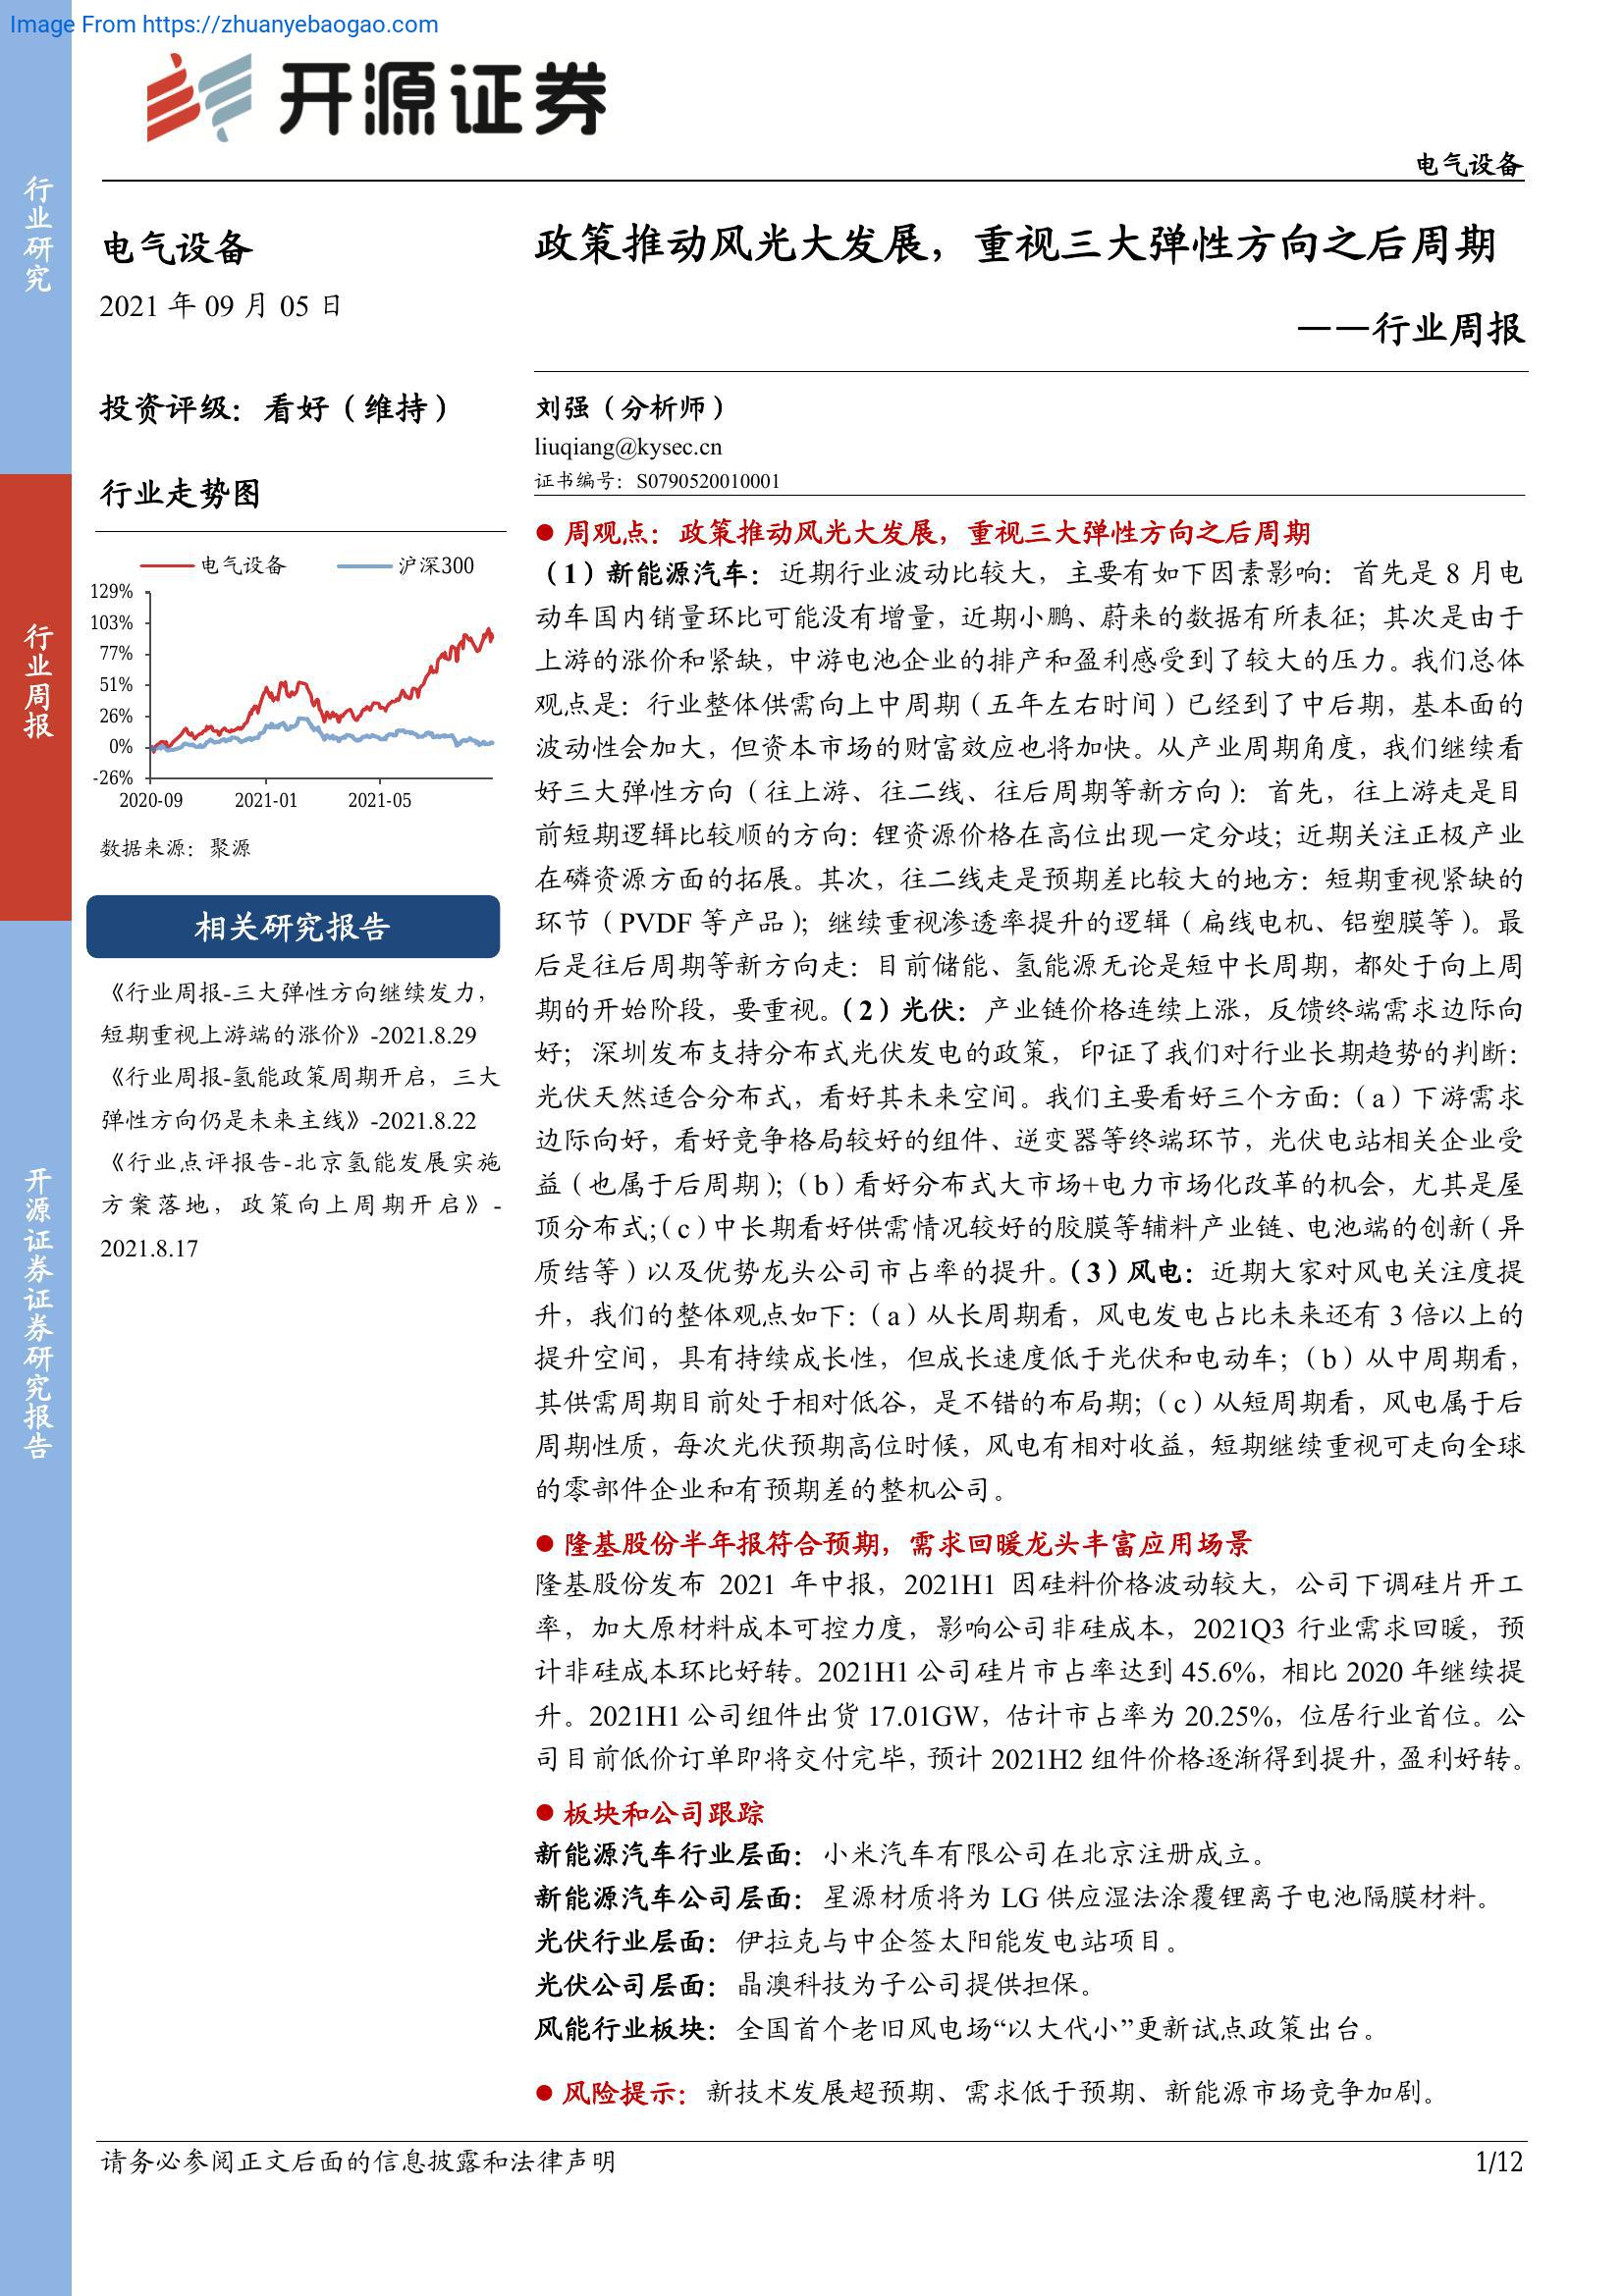 Image From https://zhuanyebaogao.com
开源证券
电气设备
行业研究
行业周报
开源证券证券研究报告
电气设备
2021 年 09 月 05 日
投资评级：看好（维持）
行业走势图
电气设备 沪深300
129%
103%
77%
51%
26%
0%
-26%
2020-09 2021-01 2021-05
数据来源：聚源
相关研究报告
《行业周报-三大弹性方向继续发力，
短期重视上游端的涨价》-2021.8.29
《行业周报-氢能政策周期开启，三大
弹性方向仍是未来主线》-2021.8.22
《行业点评报告-北京氢能发展实施
方案落地，政策向上周期开启》-
2021.8.17
政策推动风光大发展，重视三大弹性方向之后周期
——行业周报
刘强（分析师）
liuqiang@kysec.cn
证书编号：S0790520010001
● 周观点：政策推动风光大发展，重视三大弹性方向之后周期
（1）新能源汽车：近期行业波动比较大，主要有如下因素影响：首先是 8 月电
动车国内销量环比可能没有增量，近期小鹏、蔚来的数据有所表征；其次是由于
上游的涨价和紧缺，中游电池企业的排产和盈利感受到了较大的压力。我们总体
观点是：行业整体供需向上中周期（五年左右时间）已经到了中后期，基本面的
波动性会加大，但资本市场的财富效应也将加快。从产业周期角度，我们继续看
好三大弹性方向（往上游、往二线、往后周期等新方向）：首先，往上游走是目
前短期逻辑比较顺的方向：锂资源价格在高位出现一定分歧；近期关注正极产业
在磷资源方面的拓展。其次，往二线走是预期差比较大的地方：短期重视紧缺的
环节（PVDF 等产品）；继续重视渗透率提升的逻辑（扁线电机、铝塑膜等）。最
后是往后周期等新方向走：目前储能、氢能源无论是短中长周期，都处于向上周
期的开始阶段，要重视。（2）光伏：产业链价格连续上涨，反馈终端需求边际向
好；深圳发布支持分布式光伏发电的政策，印证了我们对行业长期趋势的判断：
光伏天然适合分布式，看好其未来空间。我们主要看好三个方面：（a）下游需求
边际向好，看好竞争格局较好的组件、逆变器等终端环节，光伏电站相关企业受
益（也属于后周期）；（b）看好分布式大市场+电力市场化改革的机会，尤其是屋
顶分布式；（c）中长期看好供需情况较好的胶膜等辅料产业链、电池端的创新（异
质结等）以及优势龙头公司市占率的提升。（3）风电：近期大家对风电关注度提
升，我们的整体观点如下：（a）从长周期看，风电发电占比未来还有 3 倍以上的
提升空间，具有持续成长性，但成长速度低于光伏和电动车；（b）从中周期看，
其供需周期目前处于相对低谷，是不错的布局期；（c）从短周期看，风电属于后
周期性质，每次光伏预期高位时候，风电有相对收益，短期继续重视可走向全球
的零部件企业和有预期差的整机公司。
● 隆基股份半年报符合预期，需求回暖龙头丰富应用场景
隆基股份发布 2021 年中报，2021H1 因硅料价格波动较大，公司下调硅片开工
率，加大原材料成本可控力度，影响公司非硅成本，2021Q3 行业需求回暖，预
计非硅成本环比好转。2021H1 公司硅片市占率达到 45.6%，相比 2020 年继续提
升。2021H1 公司组件出货 17.01GW，估计市占率为 20.25%，位居行业首位。公
司目前低价订单即将交付完毕，预计 2021H2 组件价格逐渐得到提升，盈利好转。
● 板块和公司跟踪
新能源汽车行业层面：小米汽车有限公司在北京注册成立。
新能源汽车公司层面：星源材质将为 LG 供应湿法涂覆锂离子电池隔膜材料。
光伏行业层面：伊拉克与中企签太阳能发电站项目。
光伏公司层面：晶澳科技为子公司提供担保。
风能行业板块：全国首个老旧风电场“以大代小”更新试点政策出台。
● 风险提示：新技术发展超预期、需求低于预期、新能源市场竞争加剧。
请务必参阅正文后面的信息披露和法律声明
1/12